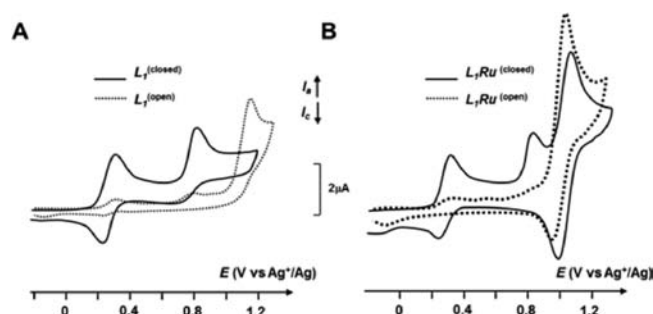 A
L₁(closed)
L₁(open)
Iₐ
I꜀
2μA
E (V vs Ag⁺/Ag)
0 0.4 0.8 1.2
B
L₁Ru (closed)
L₁Ru (open)
E (V vs Ag⁺/Ag)
0 0.4 0.8 1.2